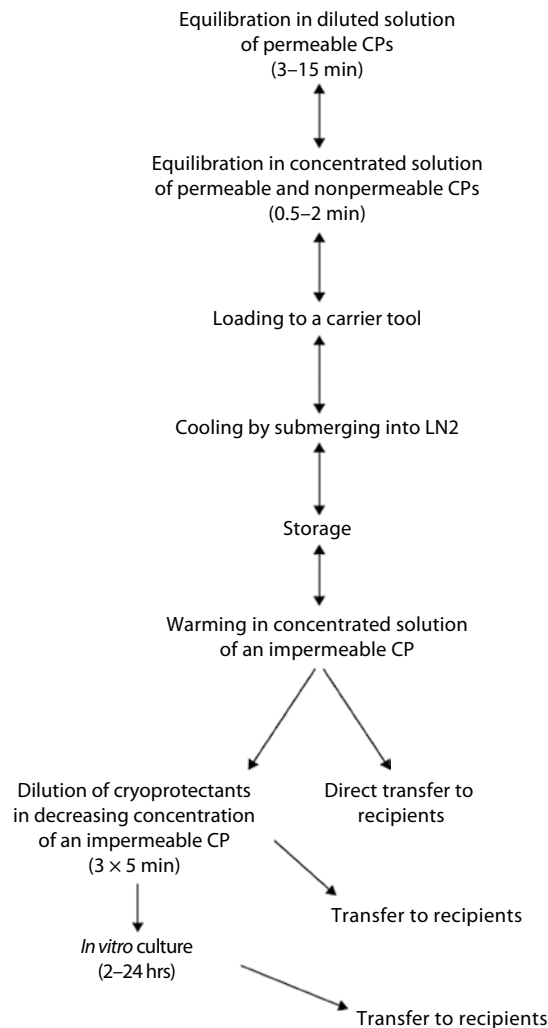 Equilibration in diluted solution
of permeable CPs
(3–15 min)
Equilibration in concentrated solution
of permeable and nonpermeable CPs
(0.5–2 min)
Loading to a carrier tool
Cooling by submerging into LN2
Storage
Warming in concentrated solution
of an impermeable CP
Dilution of cryoprotectants
in decreasing concentration
of an impermeable CP
(3 × 5 min)
Direct transfer to
recipients
Transfer to recipients
In vitro culture
(2–24 hrs)
Transfer to recipients